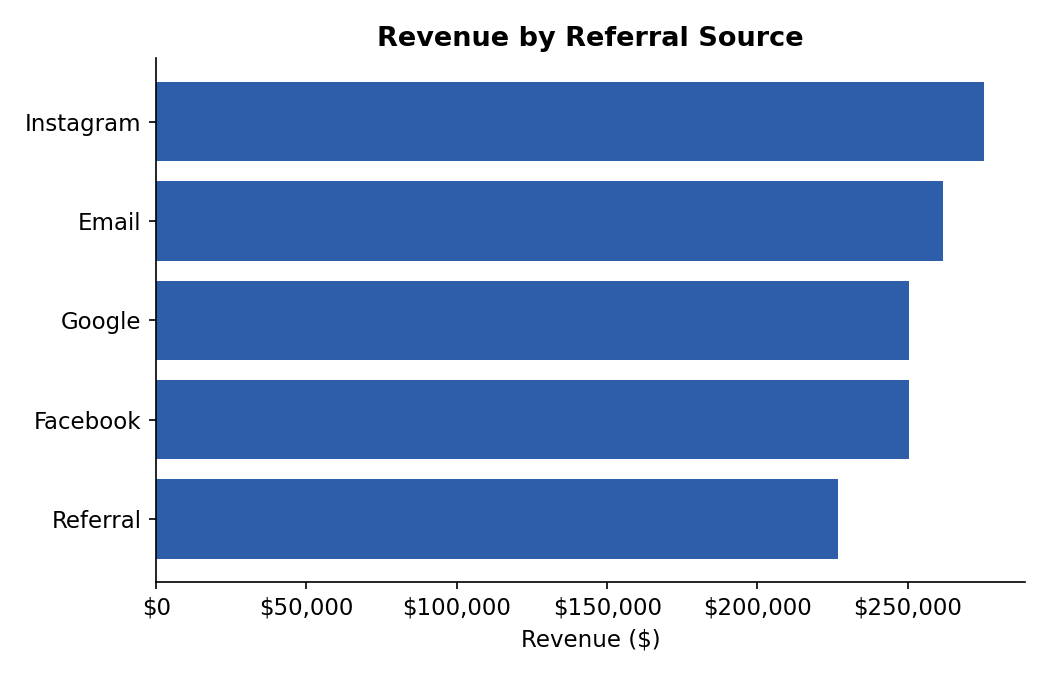 Revenue by Referral Source
Instagram
Email
Google
Facebook
Referral
$0 $50,000 $100,000 $150,000 $200,000 $250,000
Revenue ($)